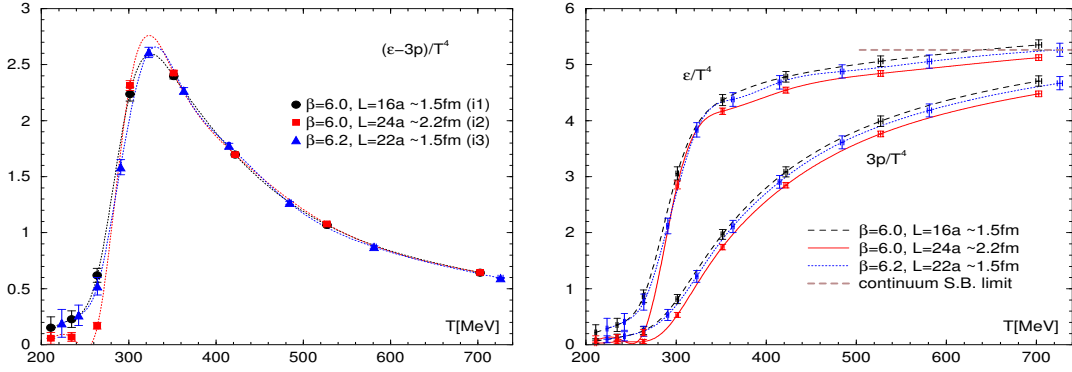 3
2.5
2
1.5
1
0.5
0
200 300 400 500 600 700
(ε−3p)/T⁴
β=6.0, L=16a ~1.5fm (i1)
β=6.0, L=24a ~2.2fm (i2)
β=6.2, L=22a ~1.5fm (i3)
T[MeV]
6
5
4
3
2
1
0
200 300 400 500 600 700
ε/T⁴
3p/T⁴
β=6.0, L=16a ~1.5fm
β=6.0, L=24a ~2.2fm
β=6.2, L=22a ~1.5fm
continuum S.B. limit
T[MeV]